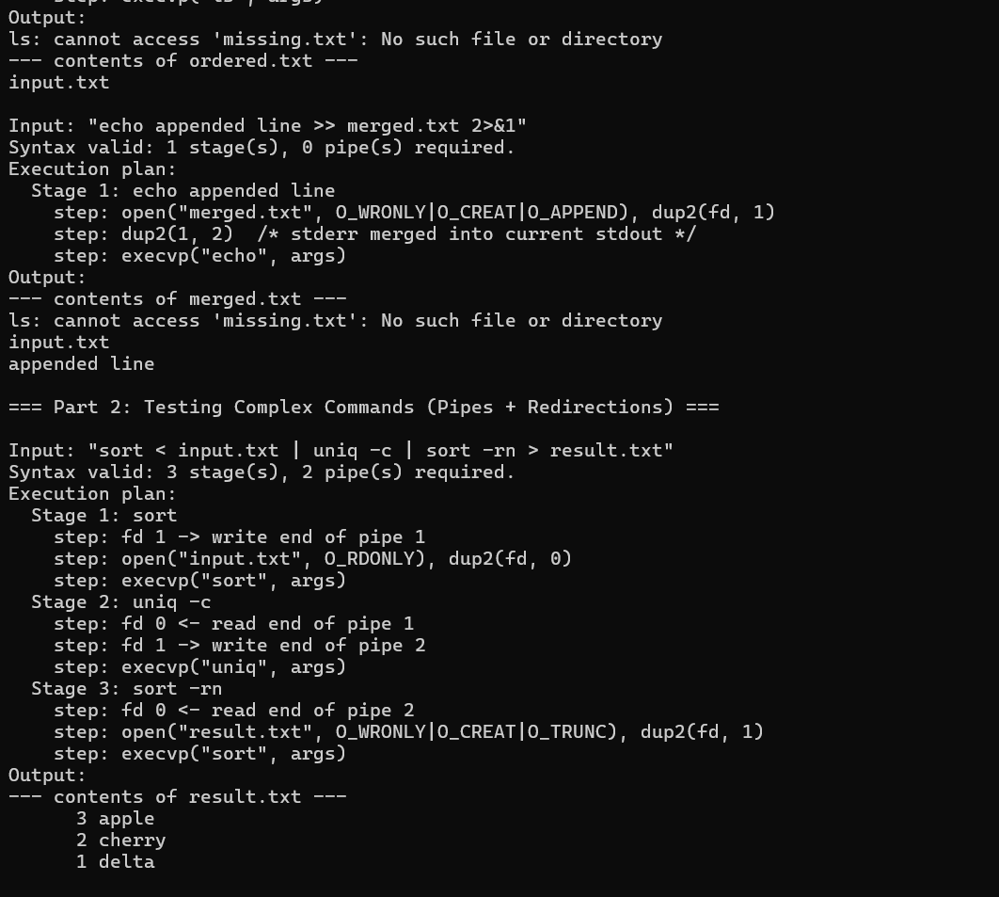 step: execvp("ls", args)
Output:
ls: cannot access 'missing.txt': No such file or directory
--- contents of ordered.txt ---
input.txt

Input: "echo appended line >> merged.txt 2>&1"
Syntax valid: 1 stage(s), 0 pipe(s) required.
Execution plan:
  Stage 1: echo appended line
    step: open("merged.txt", O_WRONLY|O_CREAT|O_APPEND), dup2(fd, 1)
    step: dup2(1, 2)  /* stderr merged into current stdout */
    step: execvp("echo", args)
Output:
--- contents of merged.txt ---
ls: cannot access 'missing.txt': No such file or directory
input.txt
appended line

=== Part 2: Testing Complex Commands (Pipes + Redirections) ===

Input: "sort < input.txt | uniq -c | sort -rn > result.txt"
Syntax valid: 3 stage(s), 2 pipe(s) required.
Execution plan:
  Stage 1: sort
    step: fd 1 -> write end of pipe 1
    step: open("input.txt", O_RDONLY), dup2(fd, 0)
    step: execvp("sort", args)
  Stage 2: uniq -c
    step: fd 0 <- read end of pipe 1
    step: fd 1 -> write end of pipe 2
    step: execvp("uniq", args)
  Stage 3: sort -rn
    step: fd 0 <- read end of pipe 2
    step: open("result.txt", O_WRONLY|O_CREAT|O_TRUNC), dup2(fd, 1)
    step: execvp("sort", args)
Output:
--- contents of result.txt ---
      3 apple
      2 cherry
      1 delta